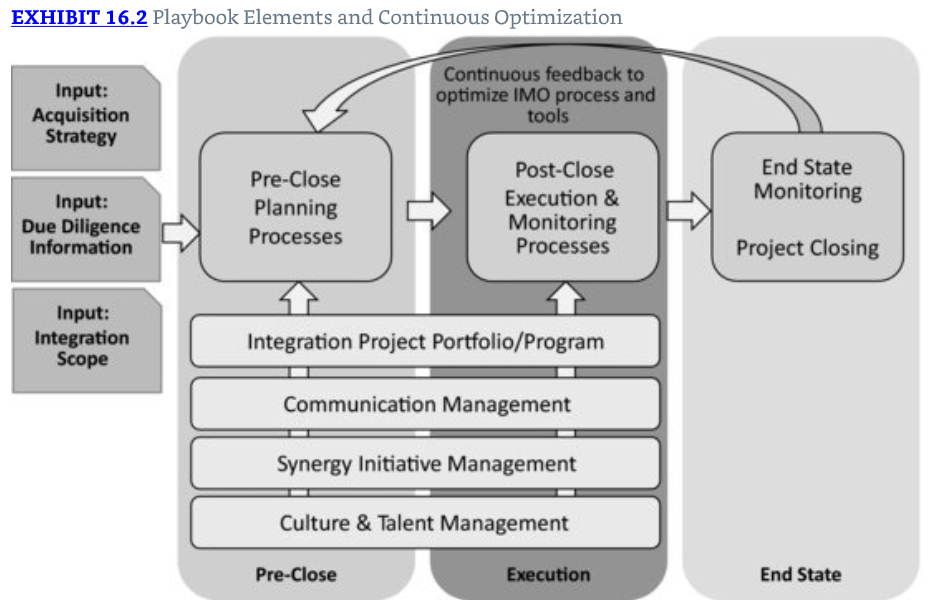 EXHIBIT 16.2 Playbook Elements and Continuous Optimization
Input:
Acquisition
Strategy
Input:
Due Diligence
Information
Input:
Integration
Scope
Continuous feedback to
optimize IMO process and
tools
Pre-Close
Planning
Processes
Post-Close
Execution &
Monitoring
Processes
End State
Monitoring
Project Closing
Integration Project Portfolio/Program
Communication Management
Synergy Initiative Management
Culture & Talent Management
Pre-Close
Execution
End State